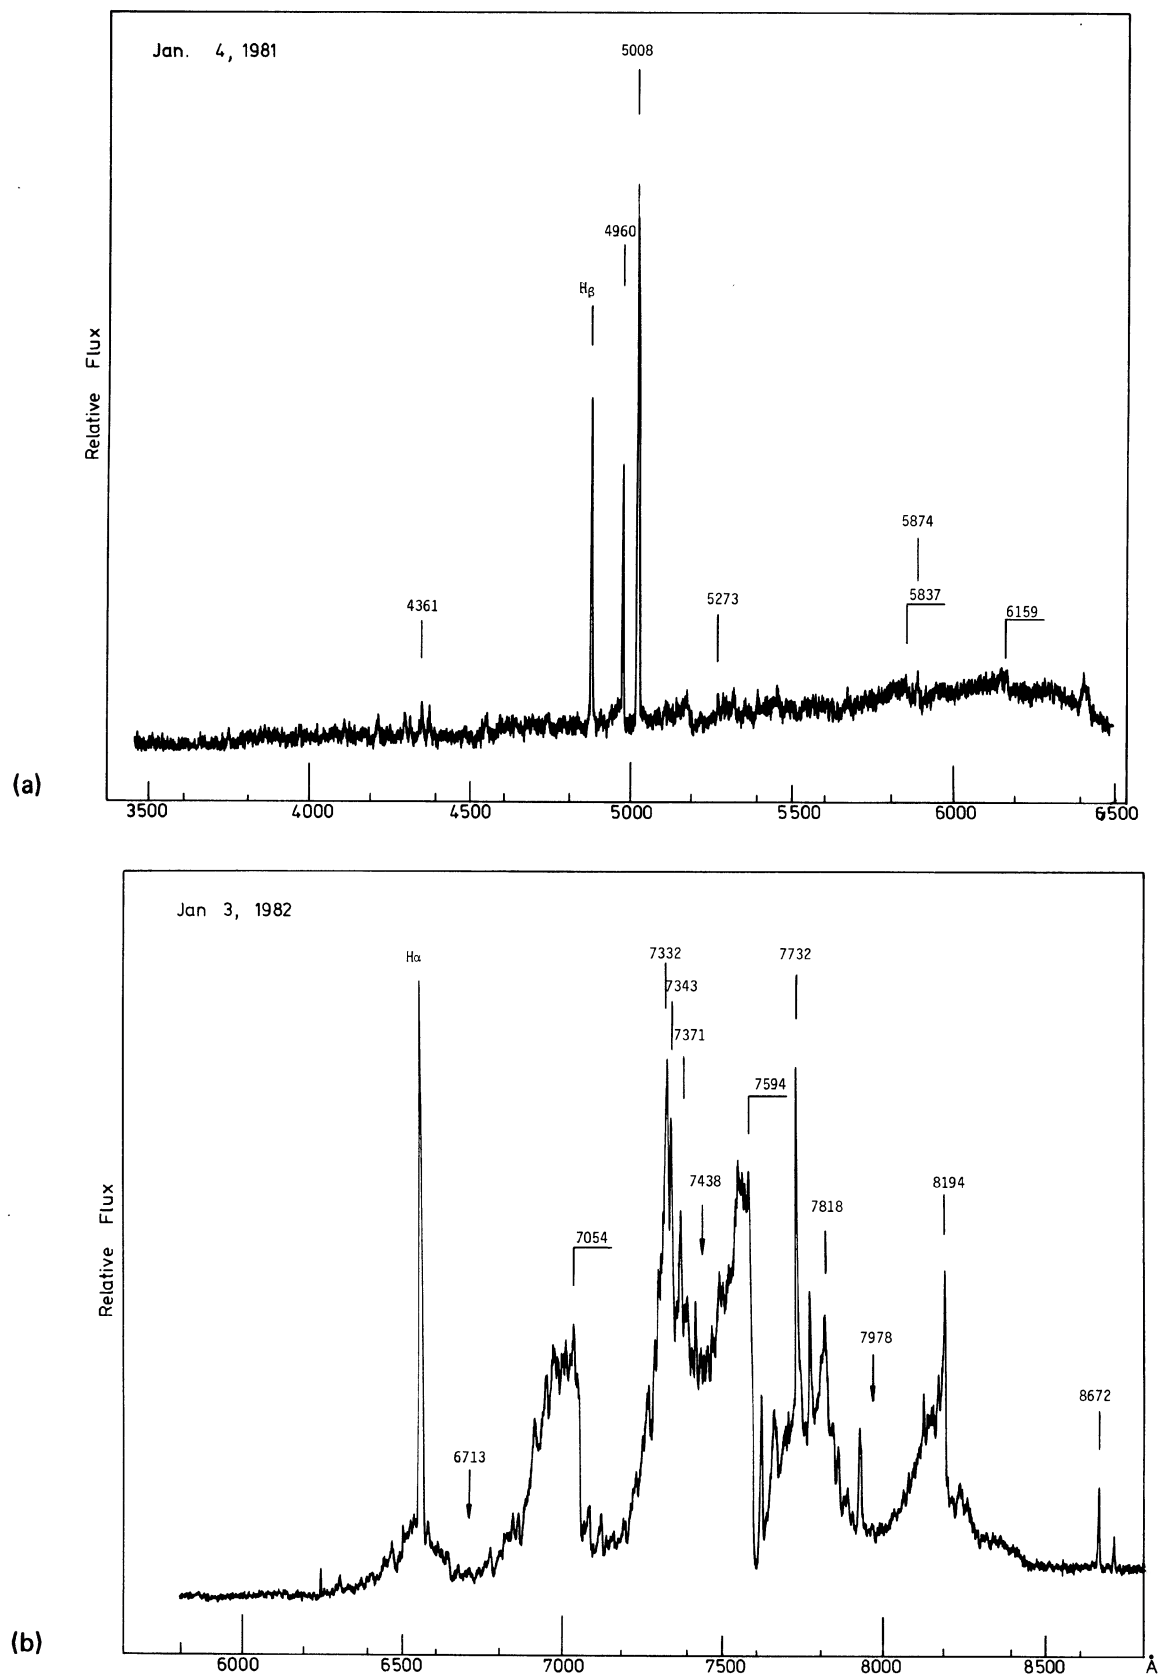 Jan. 4, 1981
5008
4960
Hβ
Relative Flux
5874
5837
4361
5273
6159
(a)
3500 4000 4500 5000 5500 6000 6500
Jan 3, 1982
Hα
7332
7732
7343
7371
7594
7438
8194
7818
Relative Flux
7054
7978
8672
6713
(b)
6000 6500 7000 7500 8000 8500 Å